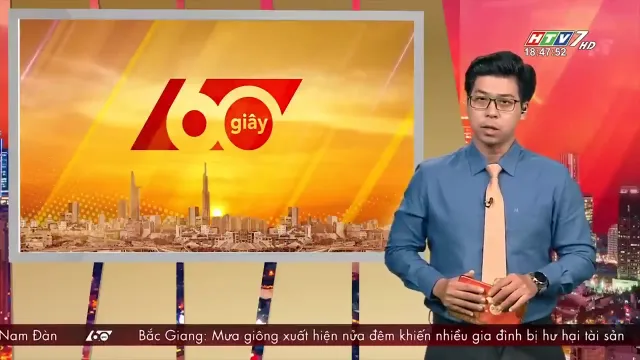 HTV7 HD
18:47:52
60 giây
Nam Đàn 60 Bắc Giang: Mưa giông xuất hiện nửa đêm khiến nhiều gia đình bị hư hại tài sản